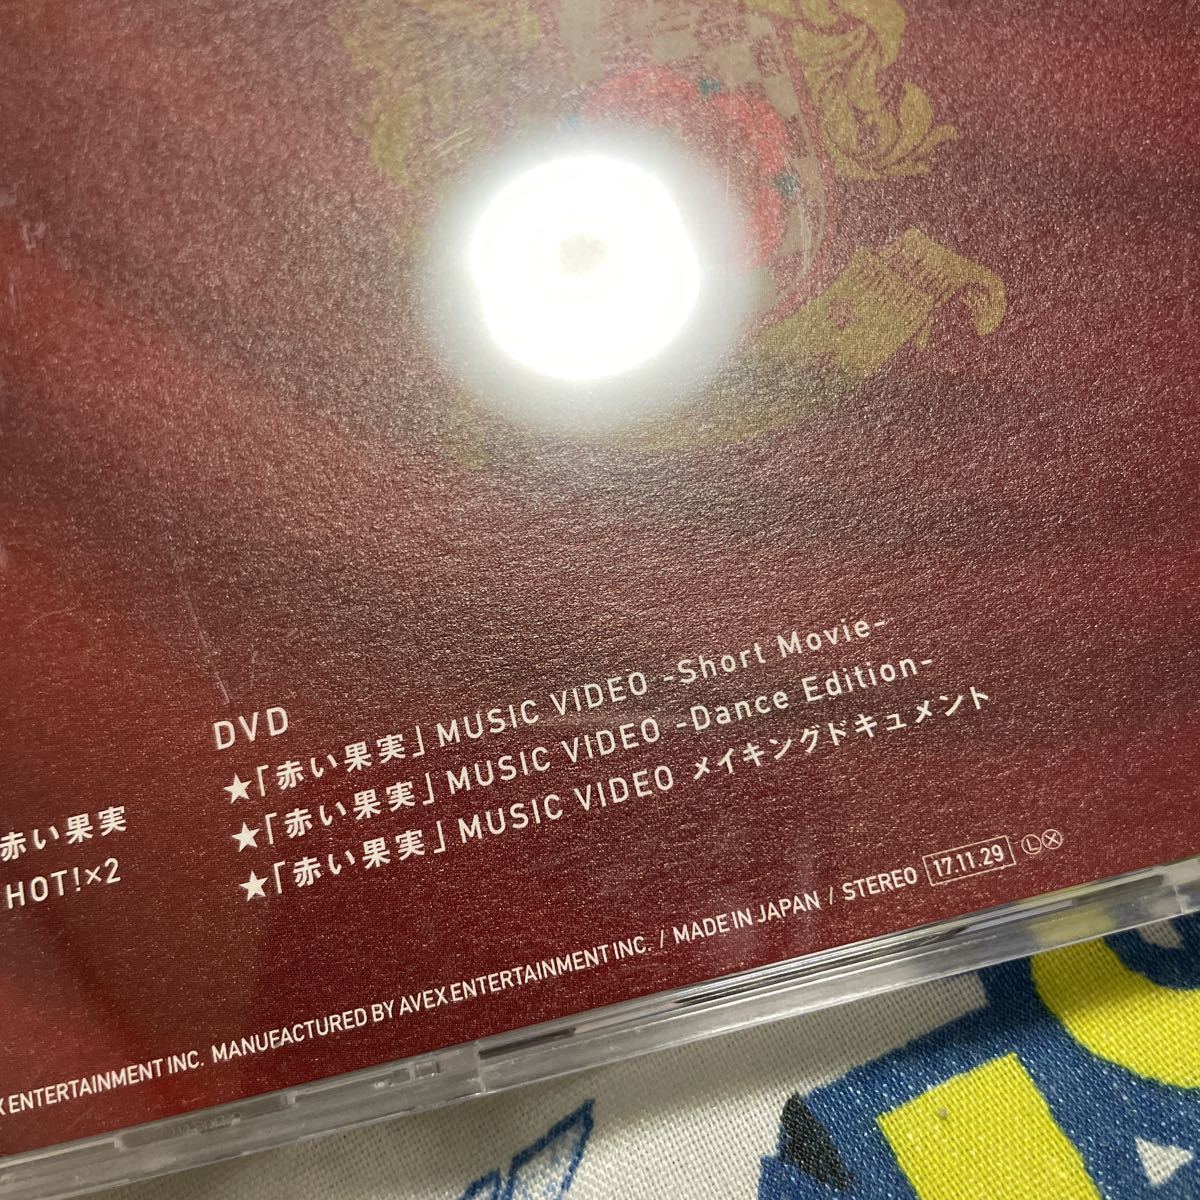 DVD
★「赤い果実」MUSIC VIDEO -Short Movie-
★「赤い果実」MUSIC VIDEO -Dance Edition-
★「赤い果実」MUSIC VIDEO メイキングドキュメント
赤い果実
HOT!×2
X ENTERTAINMENT INC. MANUFACTURED BY AVEX ENTERTAINMENT INC. / MADE IN JAPAN / STEREO 17.11.29 Ⓛ Ⓧ